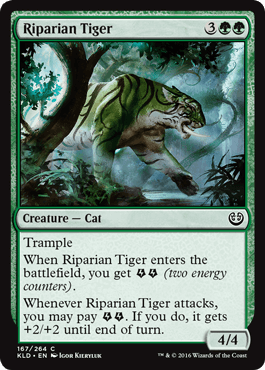 Riparian Tiger 3
Creature — Cat
Trample
When Riparian Tiger enters the
battlefield, you get (two energy
counters).
Whenever Riparian Tiger attacks,
you may pay . If you do, it gets
+2/+2 until end of turn.
4/4
167/264 C
KLD • EN Igor Kieryluk
™ & © 2016 Wizards of the Coast